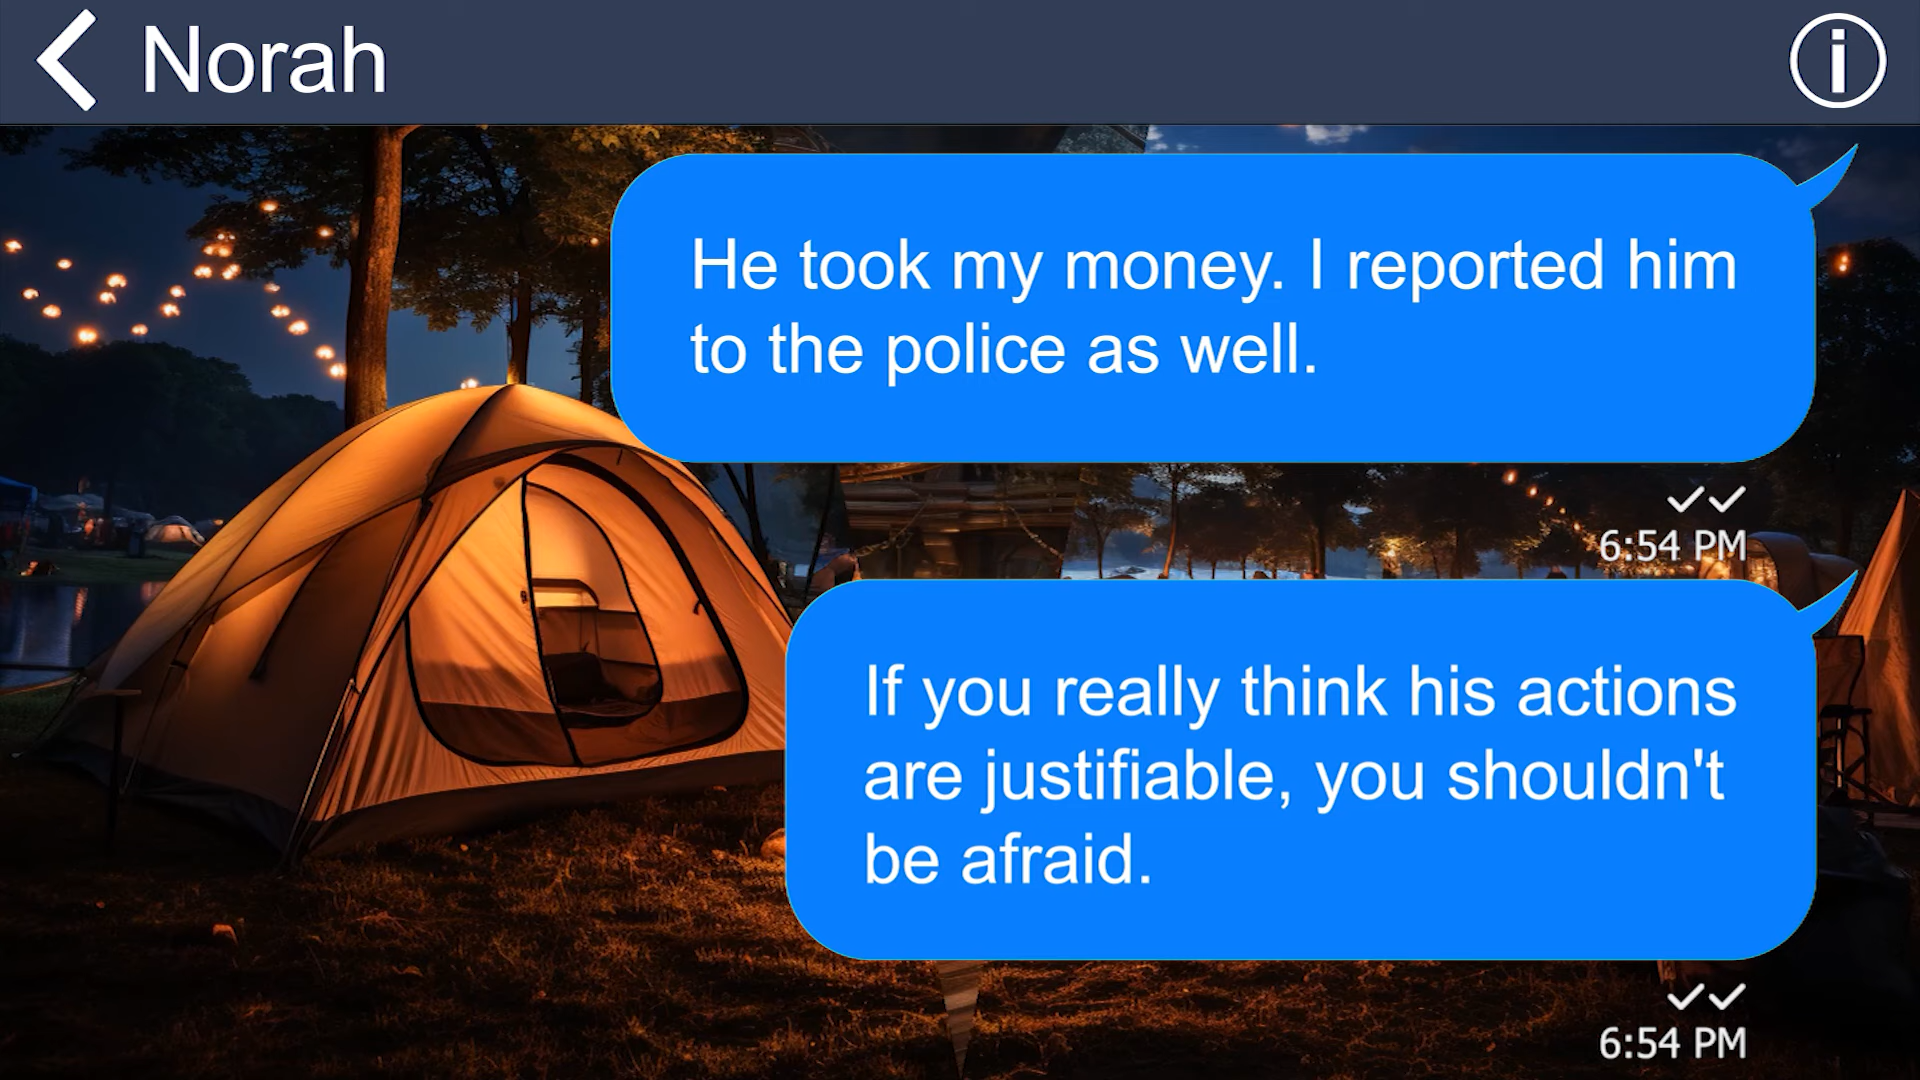 Norah
He took my money. I reported him
to the police as well.
6:54 PM
If you really think his actions
are justifiable, you shouldn't
be afraid.
6:54 PM